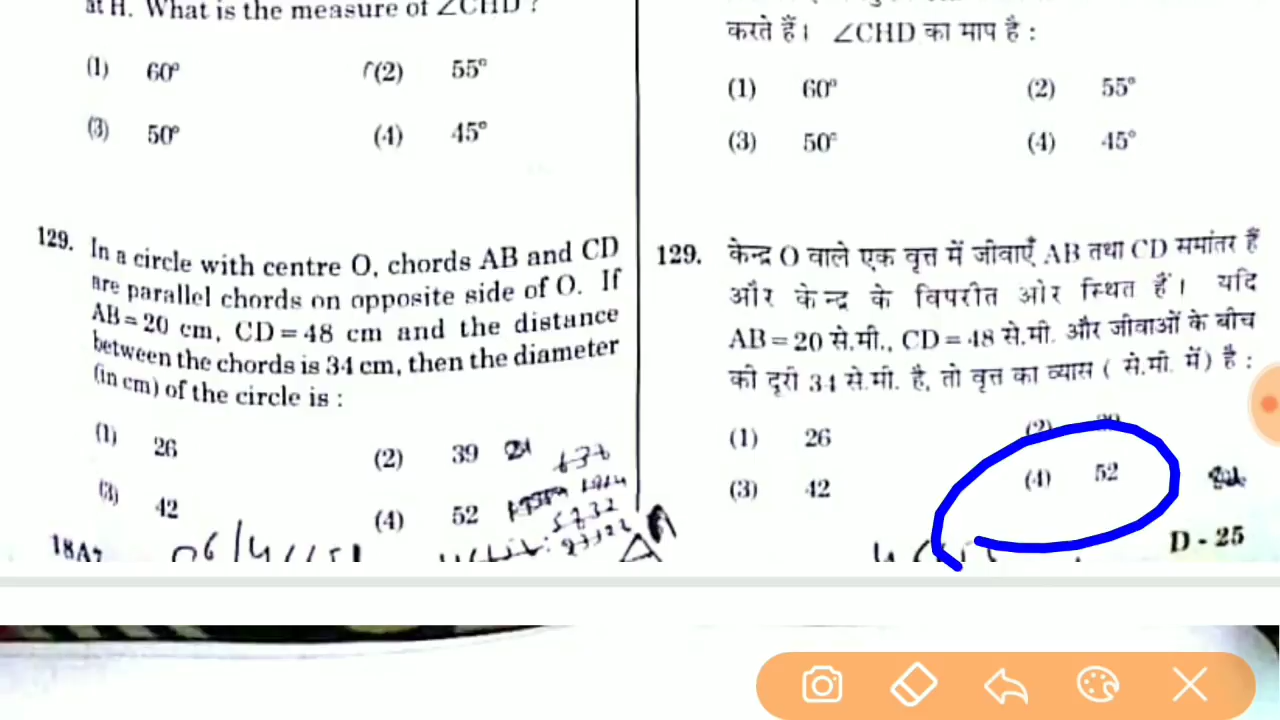 at H. What is the measure of ∠CHD ?
(1) 60° (2) 55°
(3) 50° (4) 45°
129. In a circle with centre O, chords AB and CD
are parallel chords on opposite side of O. If
AB = 20 cm, CD = 48 cm and the distance
between the chords is 34 cm, then the diameter
(in cm) of the circle is :
(1) 26 (2) 39
(3) 42 (4) 52
करते हैं। ∠CHD का माप है :
(1) 60° (2) 55°
(3) 50° (4) 45°
129. केन्द्र O वाले एक वृत्त में जीवाएँ AB तथा CD समांतर हैं
और केन्द्र के विपरीत ओर स्थित हैं। यदि
AB = 20 से.मी., CD = 48 से.मी. और जीवाओं के बीच
की दूरी 34 से.मी. है, तो वृत्त का व्यास ( से.मी. में) है :
(1) 26 (2) 39
(3) 42 (4) 52
D - 25